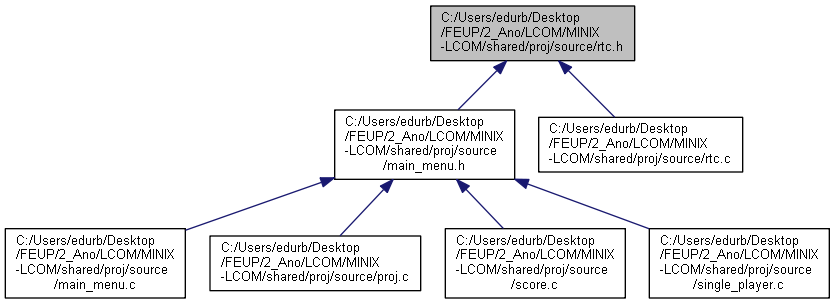 C:/Users/edurb/Desktop
/FEUP/2_Ano/LCOM/MINIX
-LCOM/shared/proj/source/rtc.h
C:/Users/edurb/Desktop
/FEUP/2_Ano/LCOM/MINIX
-LCOM/shared/proj/source
/main_menu.h
C:/Users/edurb/Desktop
/FEUP/2_Ano/LCOM/MINIX
-LCOM/shared/proj/source/rtc.c
C:/Users/edurb/Desktop
/FEUP/2_Ano/LCOM/MINIX
-LCOM/shared/proj/source
/main_menu.c
C:/Users/edurb/Desktop
/FEUP/2_Ano/LCOM/MINIX
-LCOM/shared/proj/source/proj.c
C:/Users/edurb/Desktop
/FEUP/2_Ano/LCOM/MINIX
-LCOM/shared/proj/source
/score.c
C:/Users/edurb/Desktop
/FEUP/2_Ano/LCOM/MINIX
-LCOM/shared/proj/source
/single_player.c